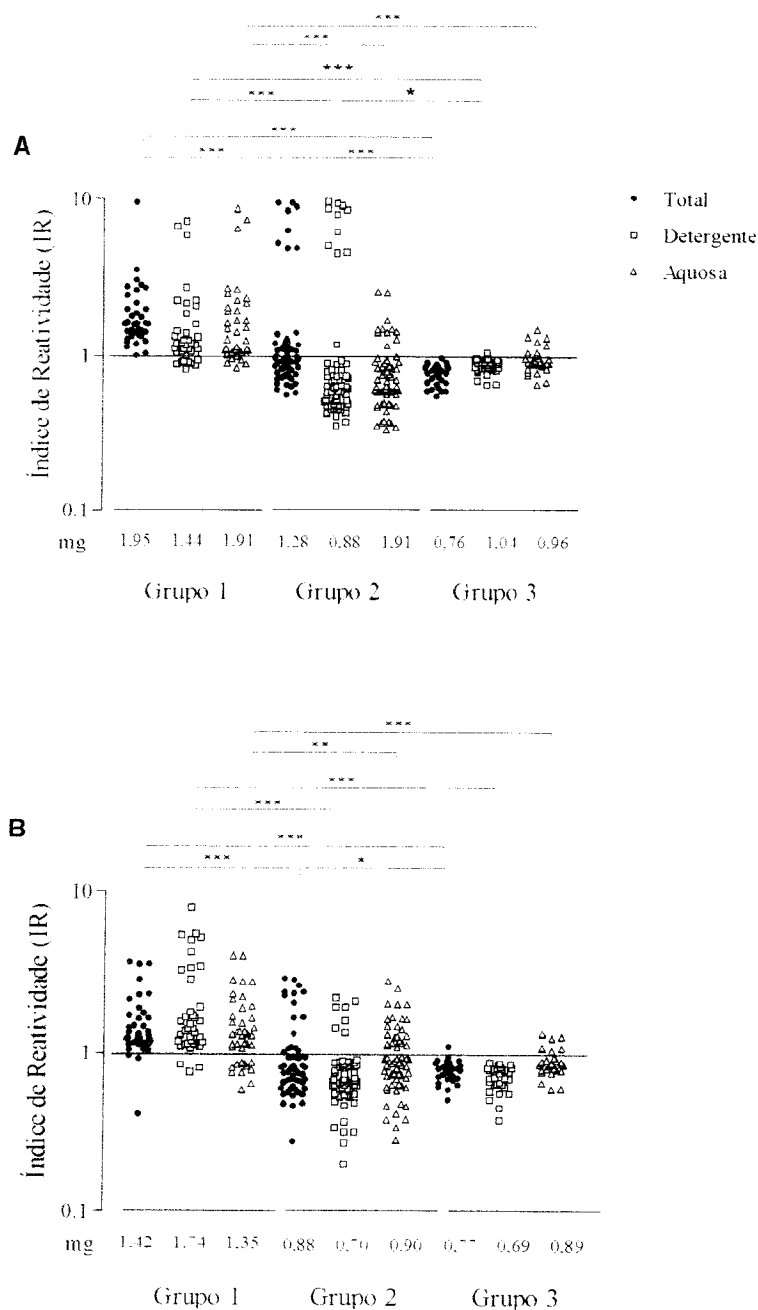 ***
***
***
*** *
***
*** ***
A
10
1
0.1
Índice de Reatividade (IR)
Total
Detergente
Aquosa
mg 1.95 1.44 1.91 1.28 0.88 1.91 0.76 1.04 0.96
Grupo 1 Grupo 2 Grupo 3
***
**
***
***
***
*** *
B
10
1
0.1
Índice de Reatividade (IR)
mg 1.42 1.35 0.88 0.90 0.69 0.89
Grupo 1 Grupo 2 Grupo 3